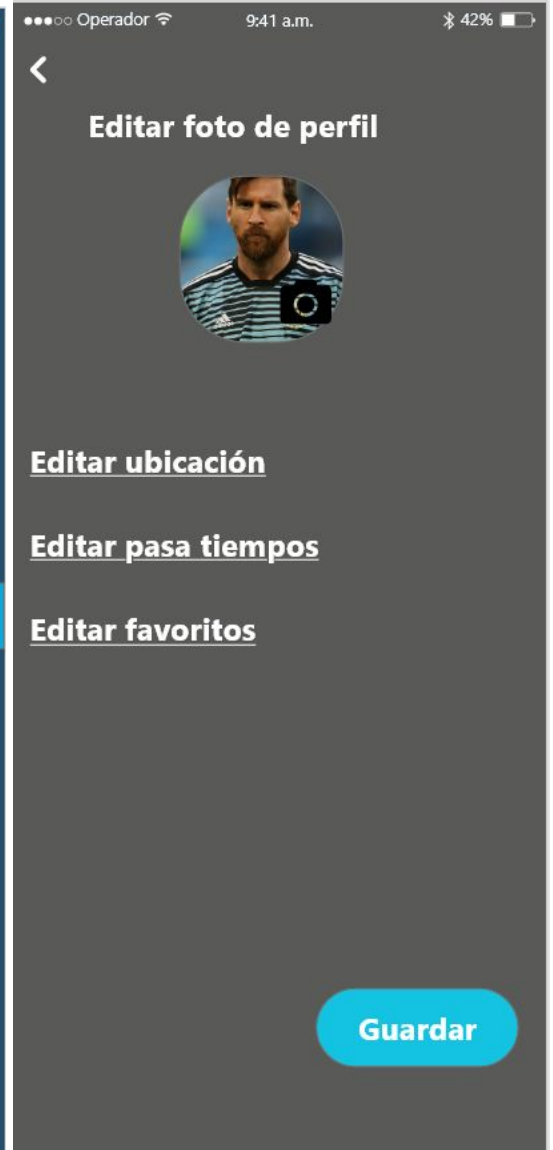 Operador
9:41 a.m.
42%
Editar foto de perfil
Editar ubicación
Editar pasa tiempos
Editar favoritos
Guardar